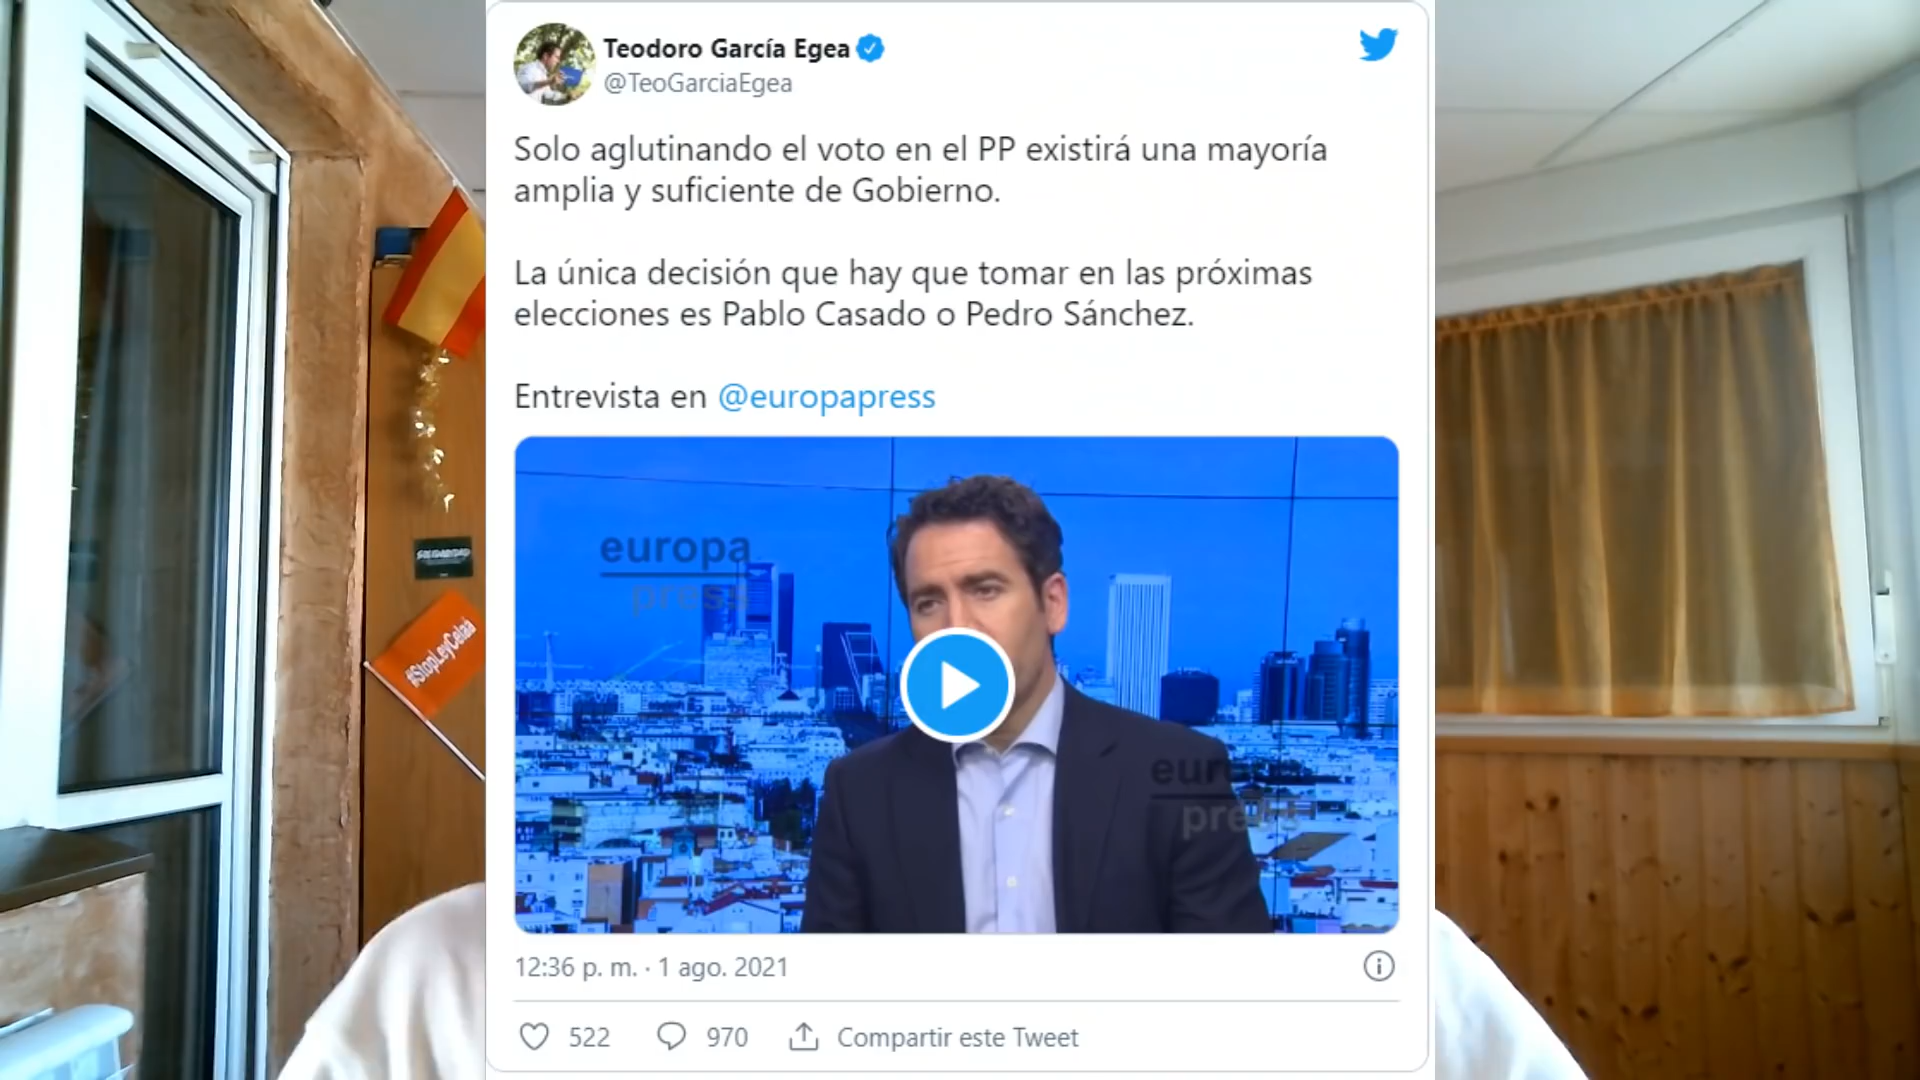 Teodoro García Egea
@TeoGarciaEgea
Solo aglutinando el voto en el PP existirá una mayoría
amplia y suficiente de Gobierno.
La única decisión que hay que tomar en las próximas
elecciones es Pablo Casado o Pedro Sánchez.
Entrevista en @europapress
europa
press
europa
press
12:36 p. m. · 1 ago. 2021
522
970
Compartir este Tweet
#StopLeyCelaá